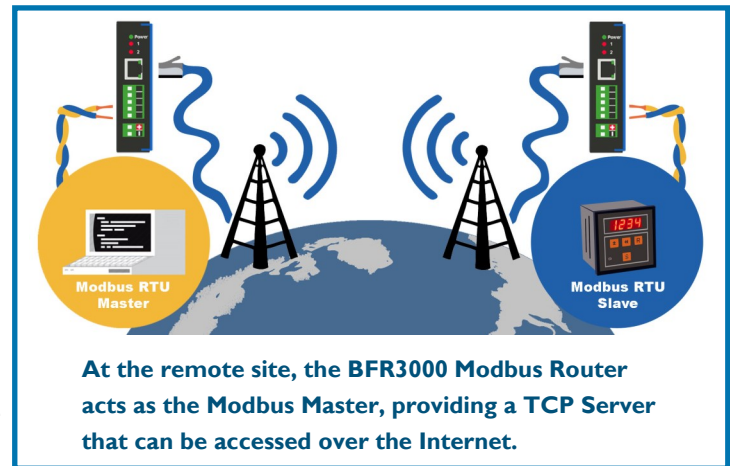 Power
1
2
Power
1
2
Modbus RTU
Master
1234
Modbus RTU
Slave
At the remote site, the BFR3000 Modbus Router
acts as the Modbus Master, providing a TCP Server
that can be accessed over the Internet.